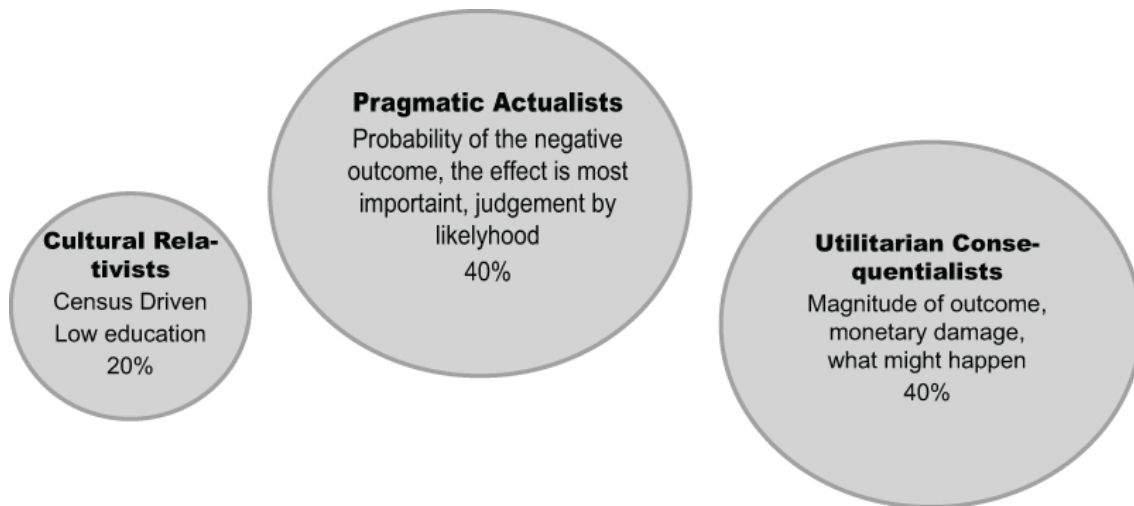 Cultural Rela-
tivists
Census Driven
Low education
20%
Pragmatic Actualists
Probability of the negative
outcome, the effect is most
importaint, judgement by
likelyhood
40%
Utilitarian Conse-
quentialists
Magnitude of outcome,
monetary damage,
what might happen
40%